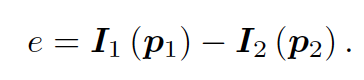 e = I₁ (p₁) − I₂ (p₂) .